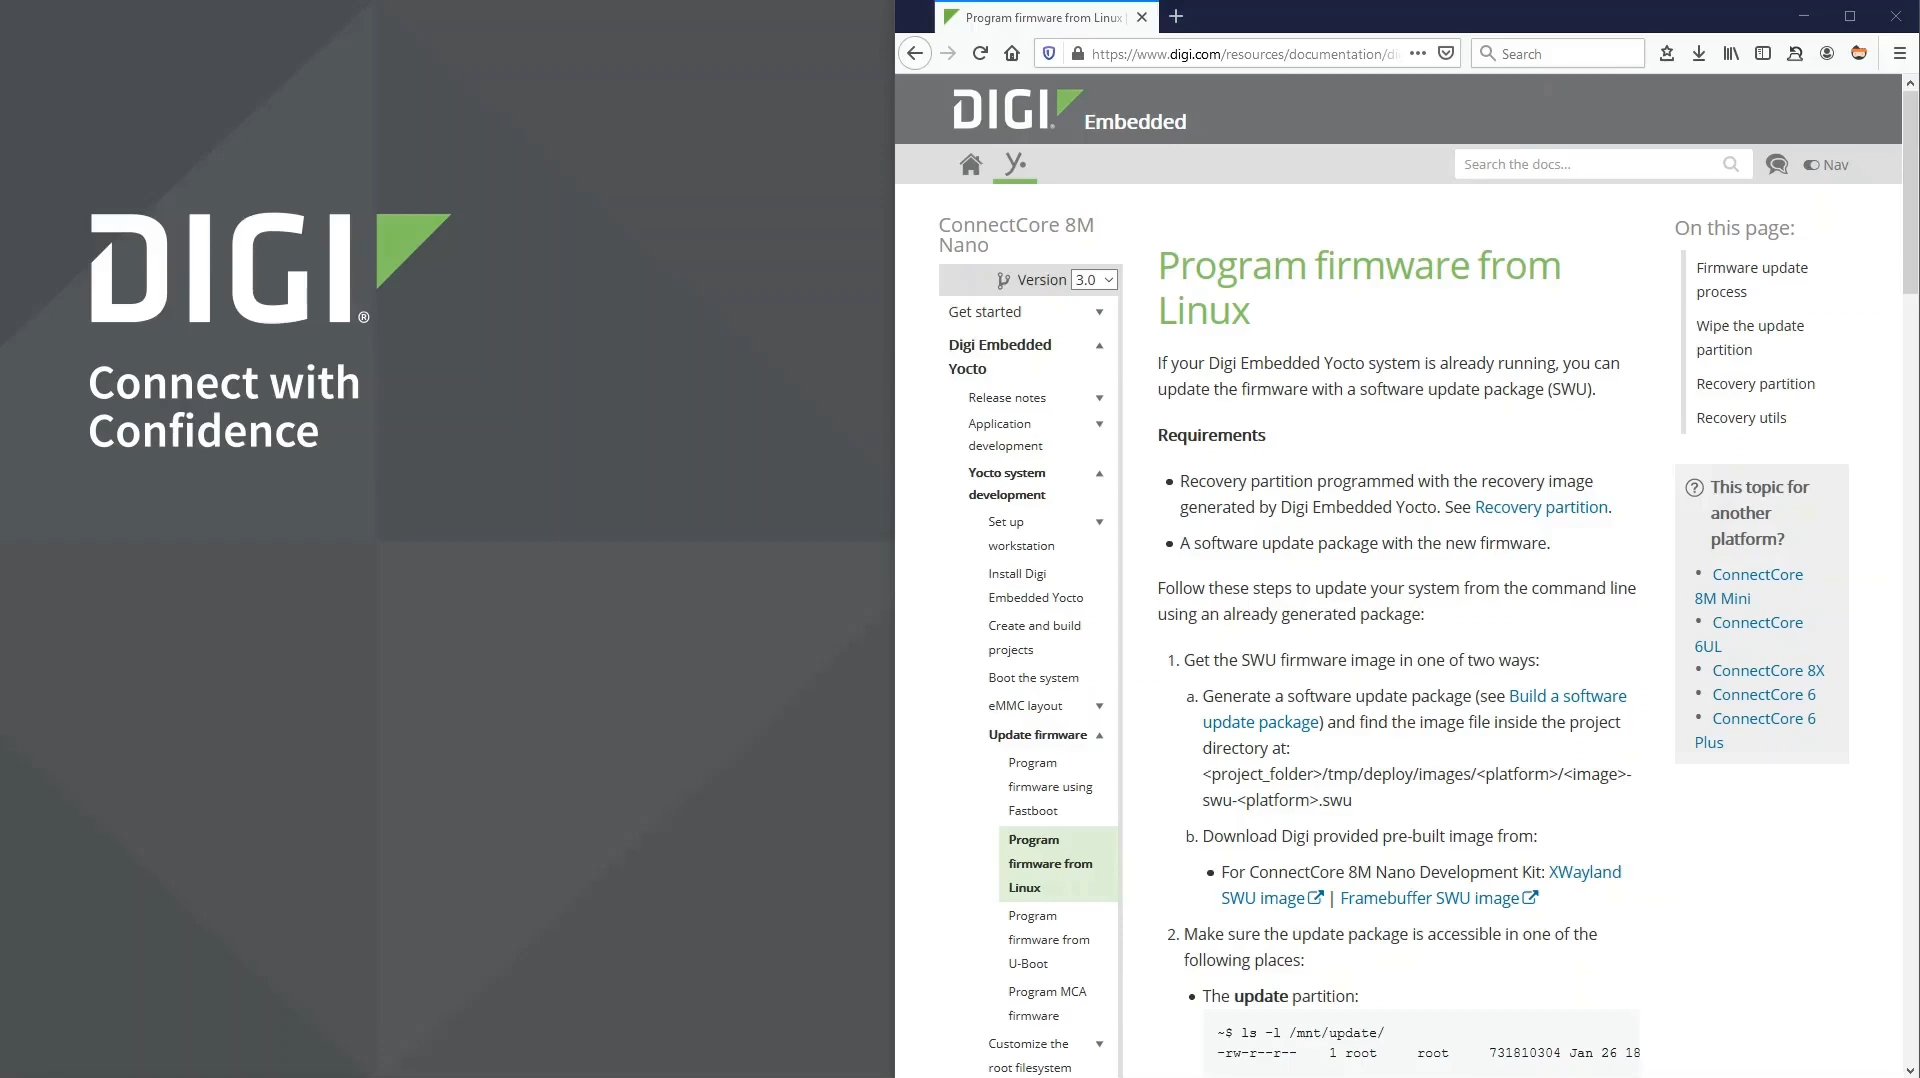 DIGI®
Connect with
Confidence
Program firmware from Linux
https://www.digi.com/resources/documentation/di
Search
DIGI® Embedded
Search the docs...
Nav
ConnectCore 8M
Nano
Version 3.0
Get started
Digi Embedded
Yocto
Release notes
Application
development
Yocto system
development
Set up
workstation
Install Digi
Embedded Yocto
Create and build
projects
Boot the system
eMMC layout
Update firmware
Program
firmware using
Fastboot
Program
firmware from
Linux
Program
firmware from
U-Boot
Program MCA
firmware
Customize the
root filesystem
Program firmware from
Linux
If your Digi Embedded Yocto system is already running, you can
update the firmware with a software update package (SWU).
Requirements
• Recovery partition programmed with the recovery image
generated by Digi Embedded Yocto. See Recovery partition.
• A software update package with the new firmware.
Follow these steps to update your system from the command line
using an already generated package:
1. Get the SWU firmware image in one of two ways:
a. Generate a software update package (see Build a software
update package) and find the image file inside the project
directory at:
<project_folder>/tmp/deploy/images/<platform>/<image>-
swu-<platform>.swu
b. Download Digi provided pre-built image from:
• For ConnectCore 8M Nano Development Kit: XWayland
SWU image | Framebuffer SWU image
2. Make sure the update package is accessible in one of the
following places:
• The update partition:
~$ ls -l /mnt/update/
-rw-r--r-- 1 root root 731810304 Jan 26 18
On this page:
Firmware update
process
Wipe the update
partition
Recovery partition
Recovery utils
This topic for
another
platform?
• ConnectCore
8M Mini
• ConnectCore
6UL
• ConnectCore 8X
• ConnectCore 6
• ConnectCore 6
Plus